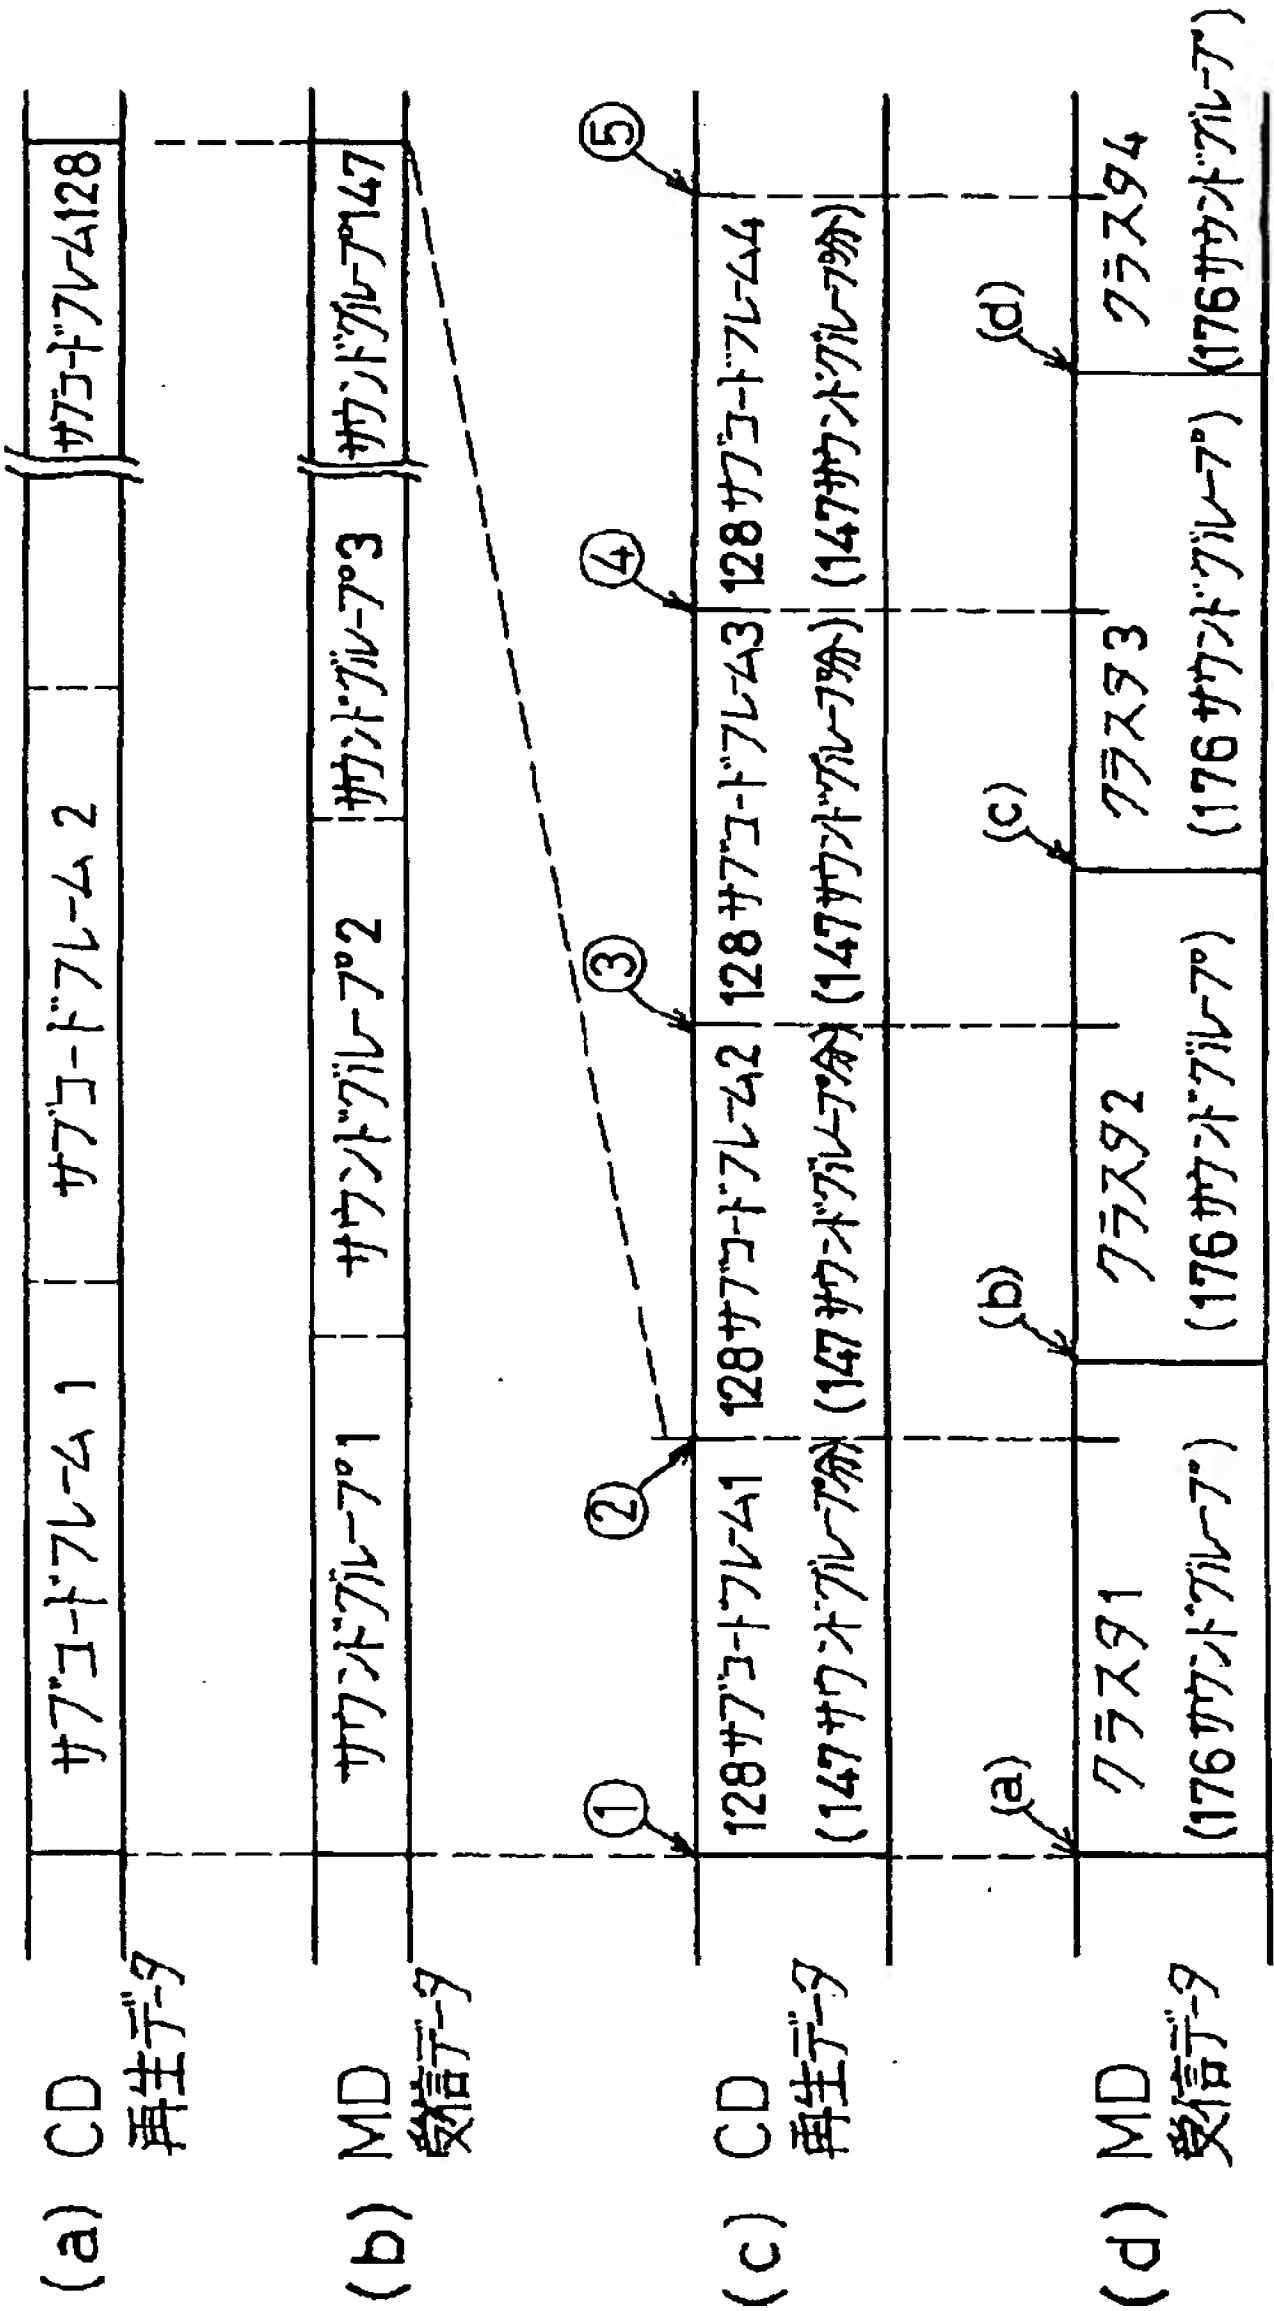 (a) CD
再生データ
サブコードフレーム 1
サブコードフレーム 2
サブコードフレーム128
(b) MD
受信データ
サウンドグループ1
サウンドグループ2
サウンドグループ3
サウンドグループ147
① ② ③ ④ ⑤
(c) CD
再生データ
128サブコードフレーム1
(147サウンドグループ分)
128サブコードフレーム2
(147サウンドグループ分)
128サブコードフレーム3
(147サウンドグループ分)
128サブコードフレーム4
(147サウンドグループ分)
(a) (b) (c) (d)
(d) MD
受信データ
クラスタ1
(176サウンドグループ)
クラスタ2
(176サウンドグループ)
クラスタ3
(176サウンドグループ)
クラスタ4
(176サウンドグループ)